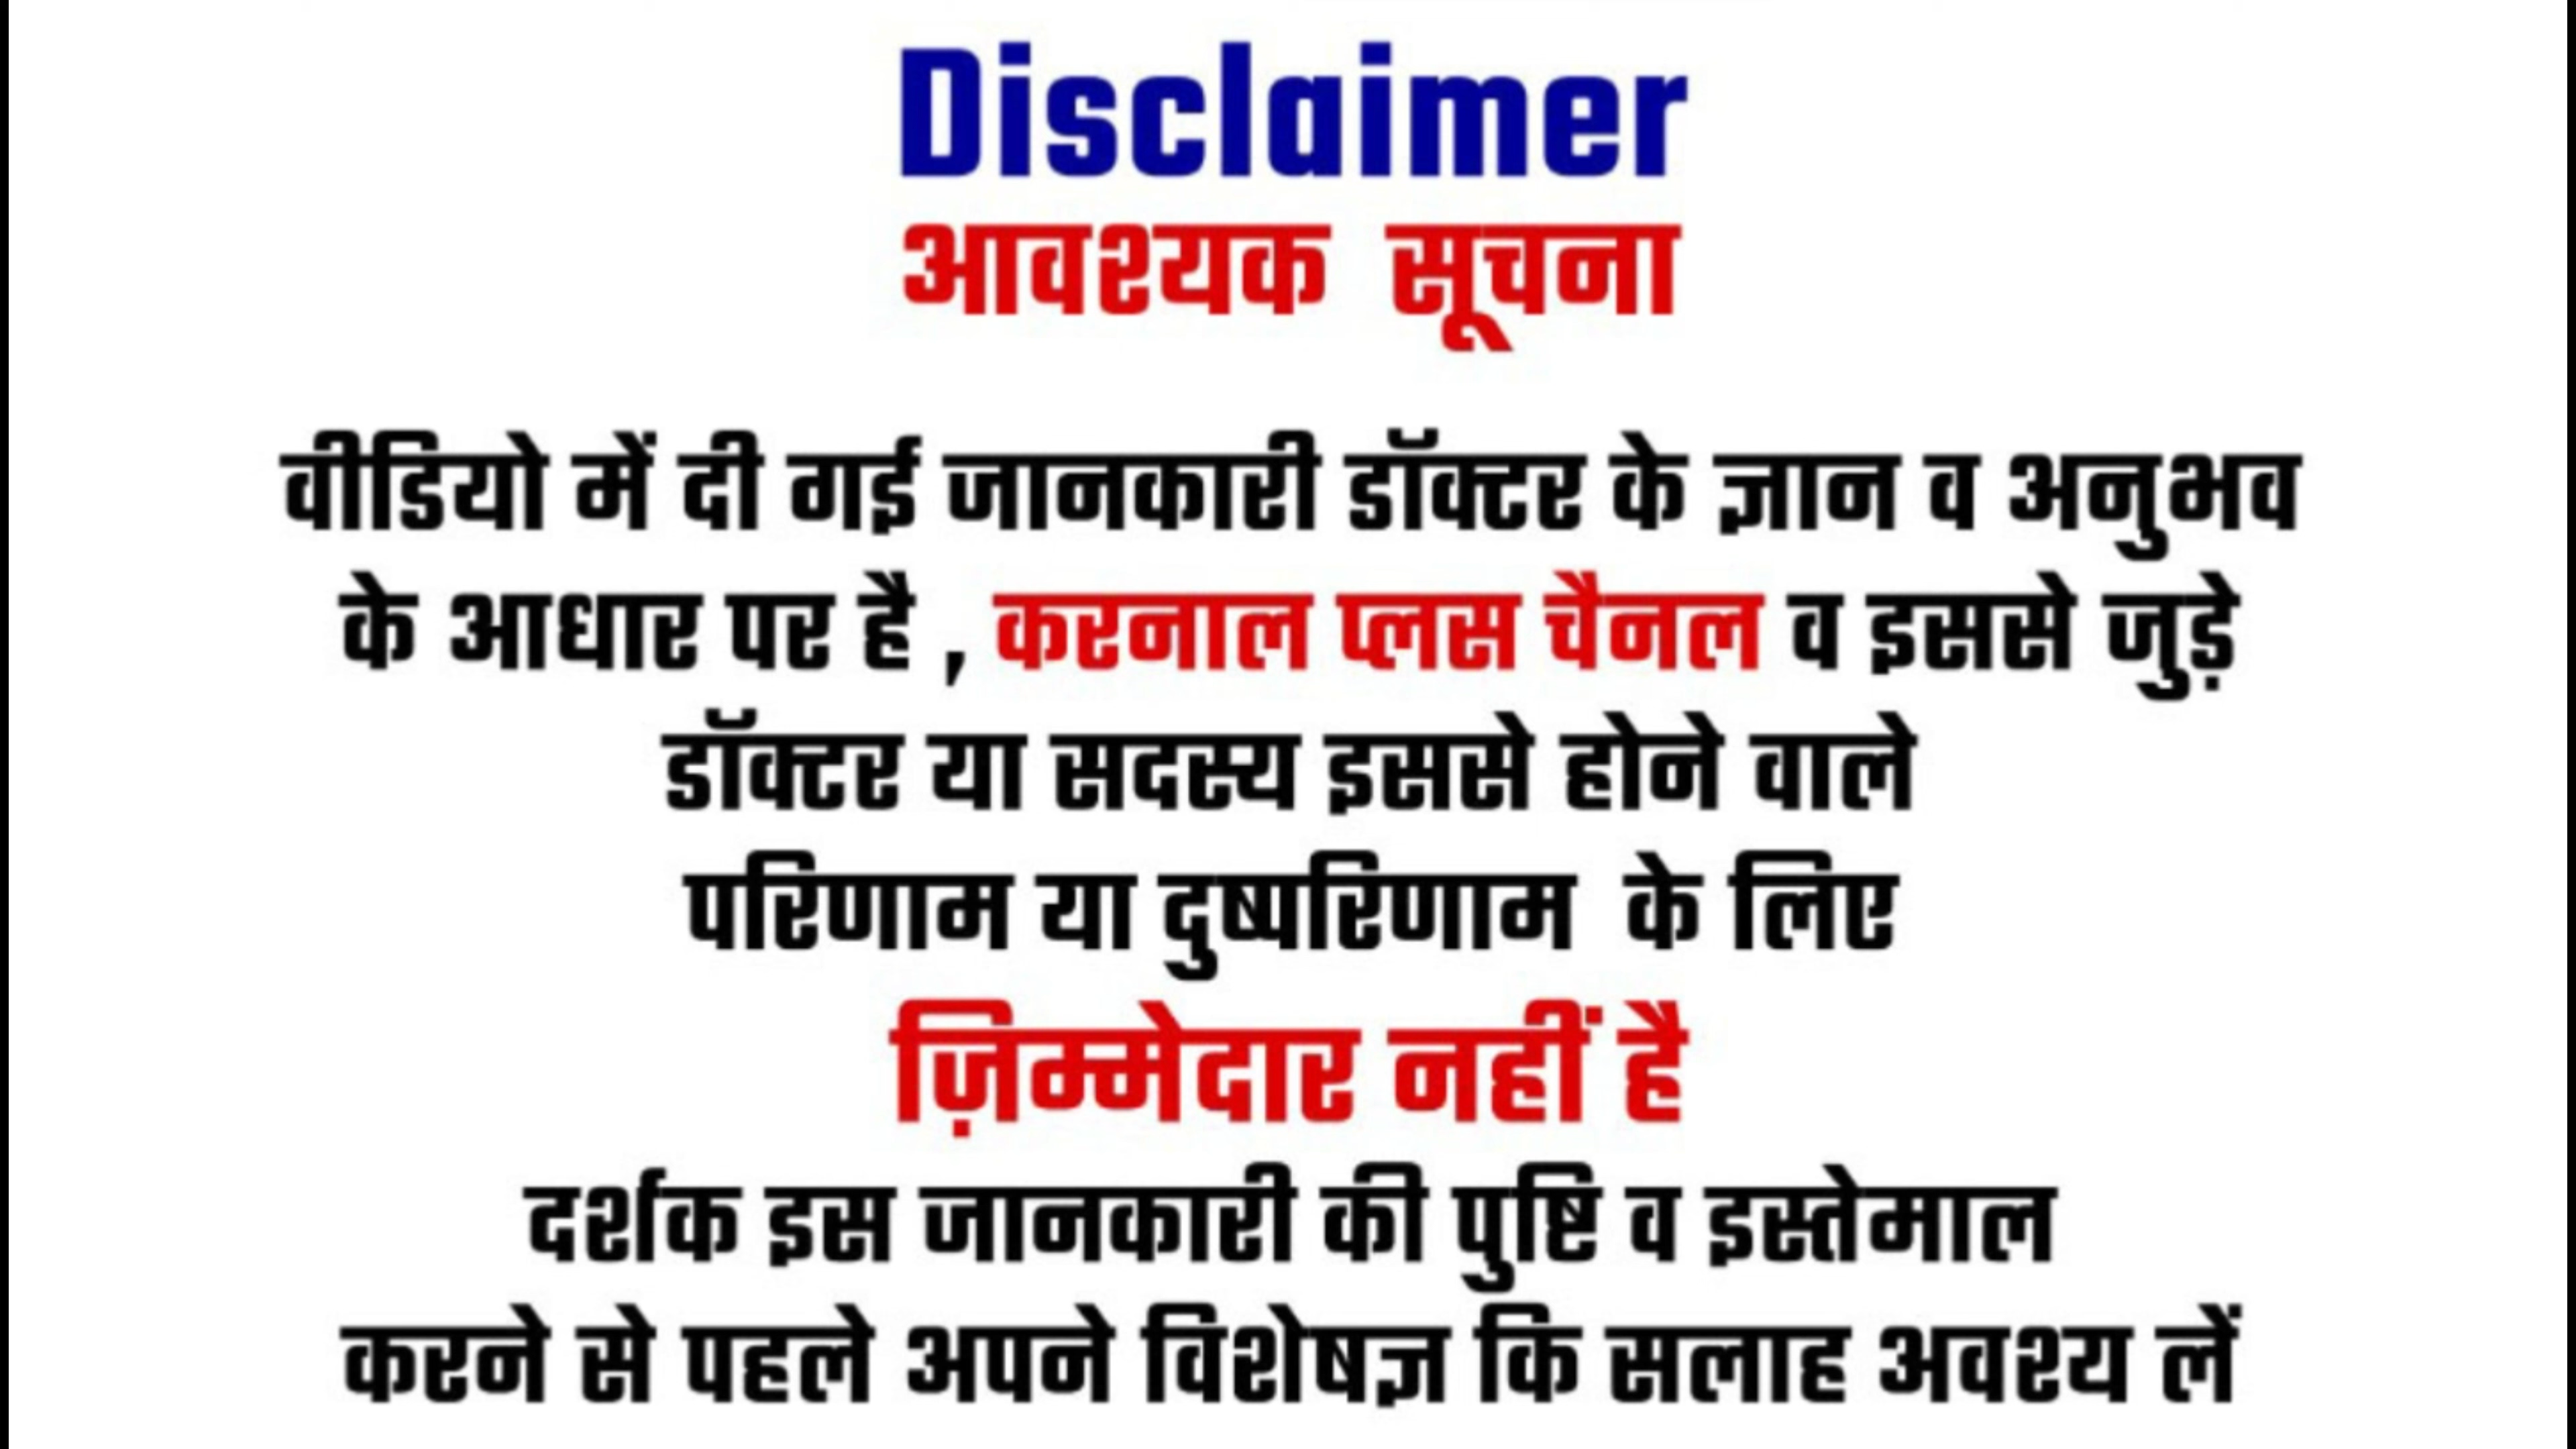 Disclaimer
आवश्यक सूचना
वीडियो में दी गई जानकारी डॉक्टर के ज्ञान व अनुभव
के आधार पर है , करनाल प्लस चैनल व इससे जुड़े
डॉक्टर या सदस्य इससे होने वाले
परिणाम या दुष्परिणाम के लिए
ज़िम्मेदार नहीं है
दर्शक इस जानकारी की पुष्टि व इस्तेमाल
करने से पहले अपने विशेषज्ञ कि सलाह अवश्य लें